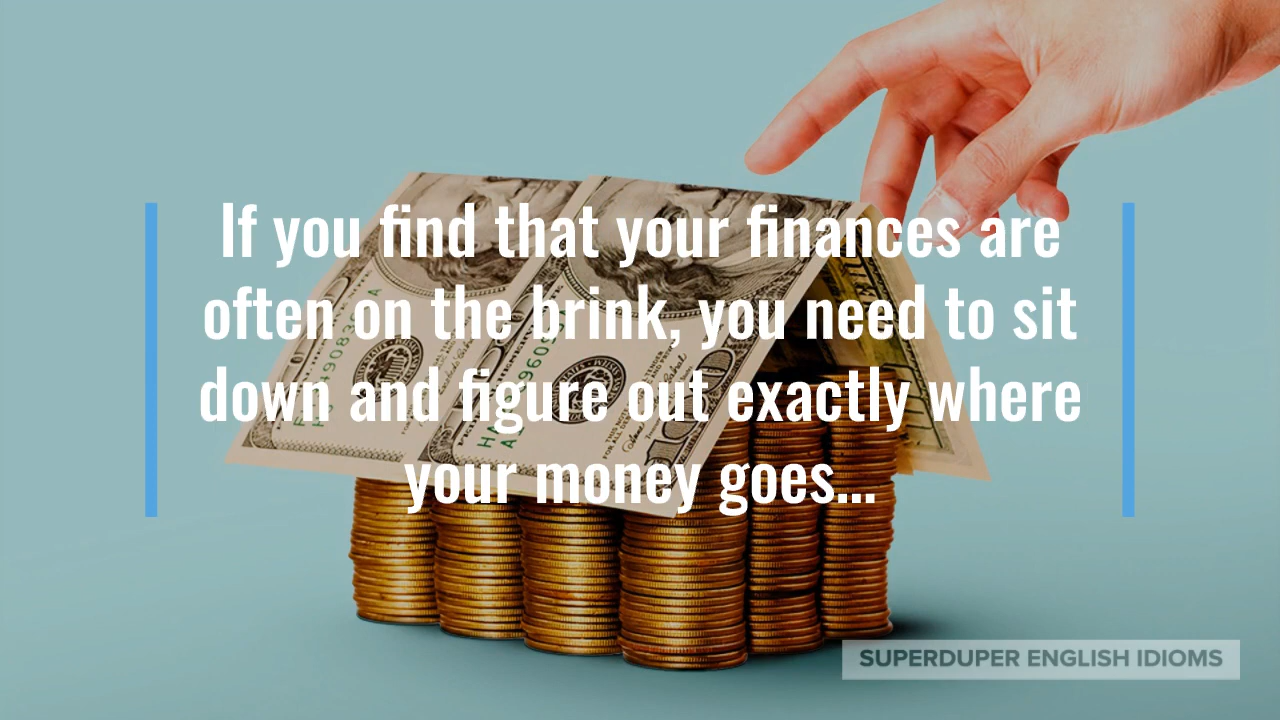 If you find that your finances are
often on the brink, you need to sit
down and figure out exactly where
your money goes...
SUPERDUPER ENGLISH IDIOMS